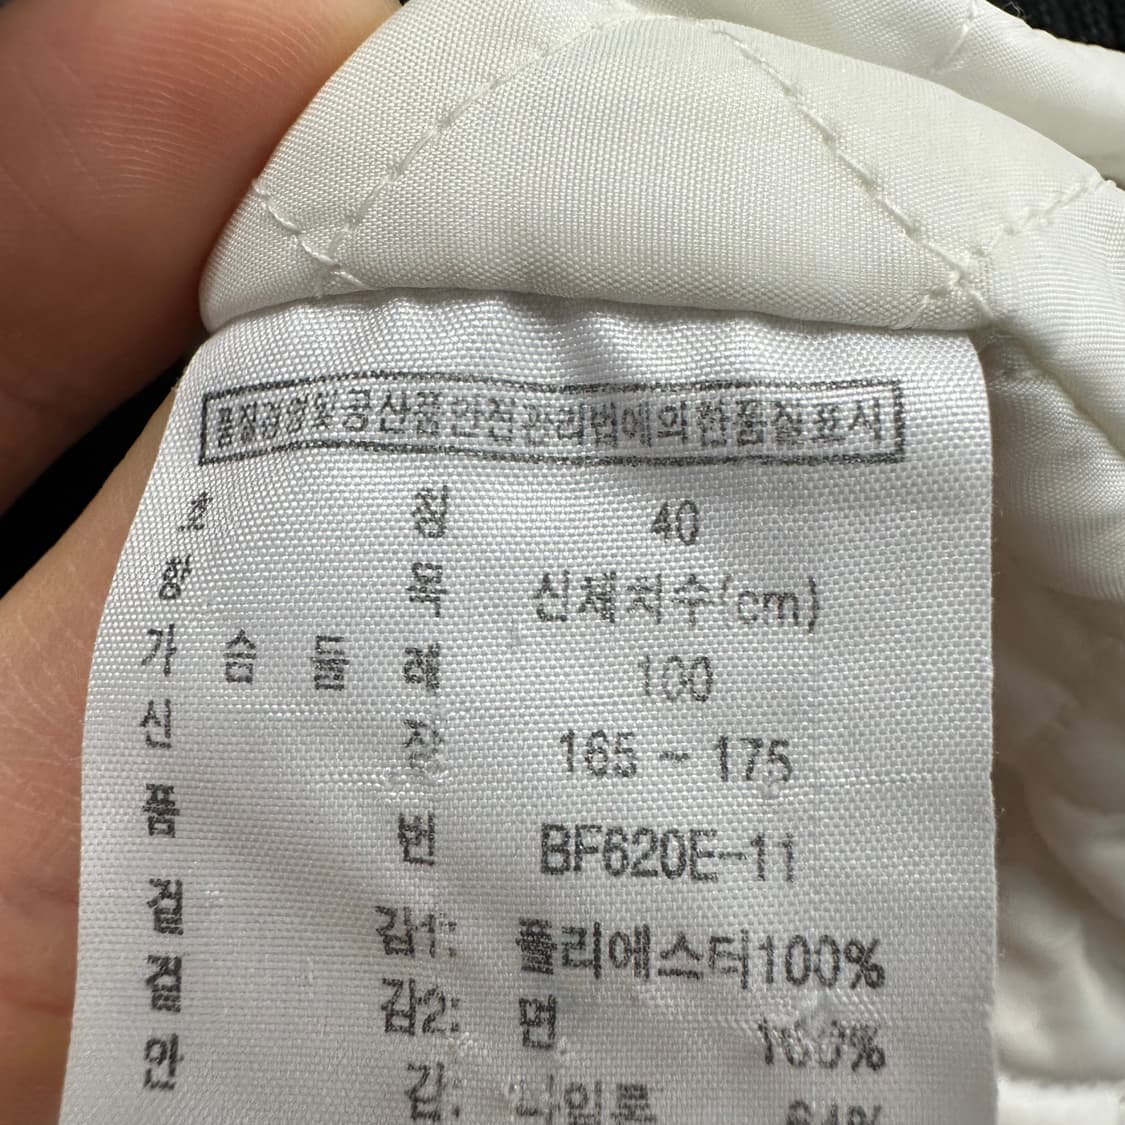 품질경영및공산품안전관리법에의한품질표시
호 칭 40
항 목 신체치수(cm)
가 슴 둘 레 100
신 장 165 ~ 175
품 번 BF620E-11
겉 감1: 폴리에스터100%
겉 감2: 면 100%
안 감: 나일론 64%